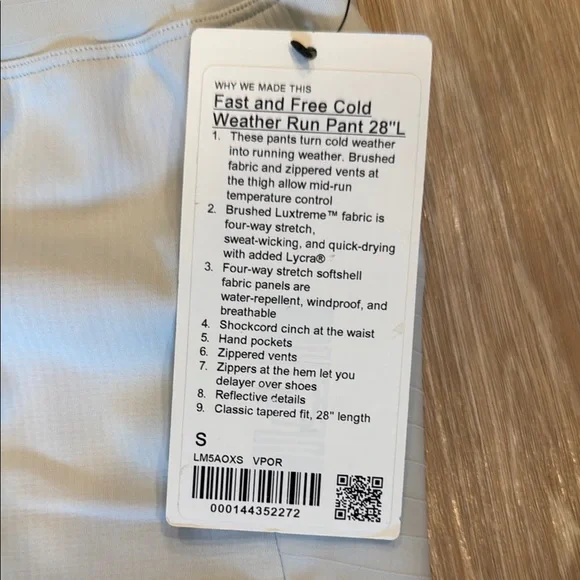 WHY WE MADE THIS
Fast and Free Cold
Weather Run Pant 28"L
1. These pants turn cold weather
into running weather. Brushed
fabric and zippered vents at
the thigh allow mid-run
temperature control
2. Brushed Luxtreme™ fabric is
four-way stretch,
sweat-wicking, and quick-drying
with added Lycra®
3. Four-way stretch softshell
fabric panels are
water-repellent, windproof, and
breathable
4. Shockcord cinch at the waist
5. Hand pockets
6. Zippered vents
7. Zippers at the hem let you
delayer over shoes
8. Reflective details
9. Classic tapered fit, 28" length
S
LM5AOXS VPOR
000144352272